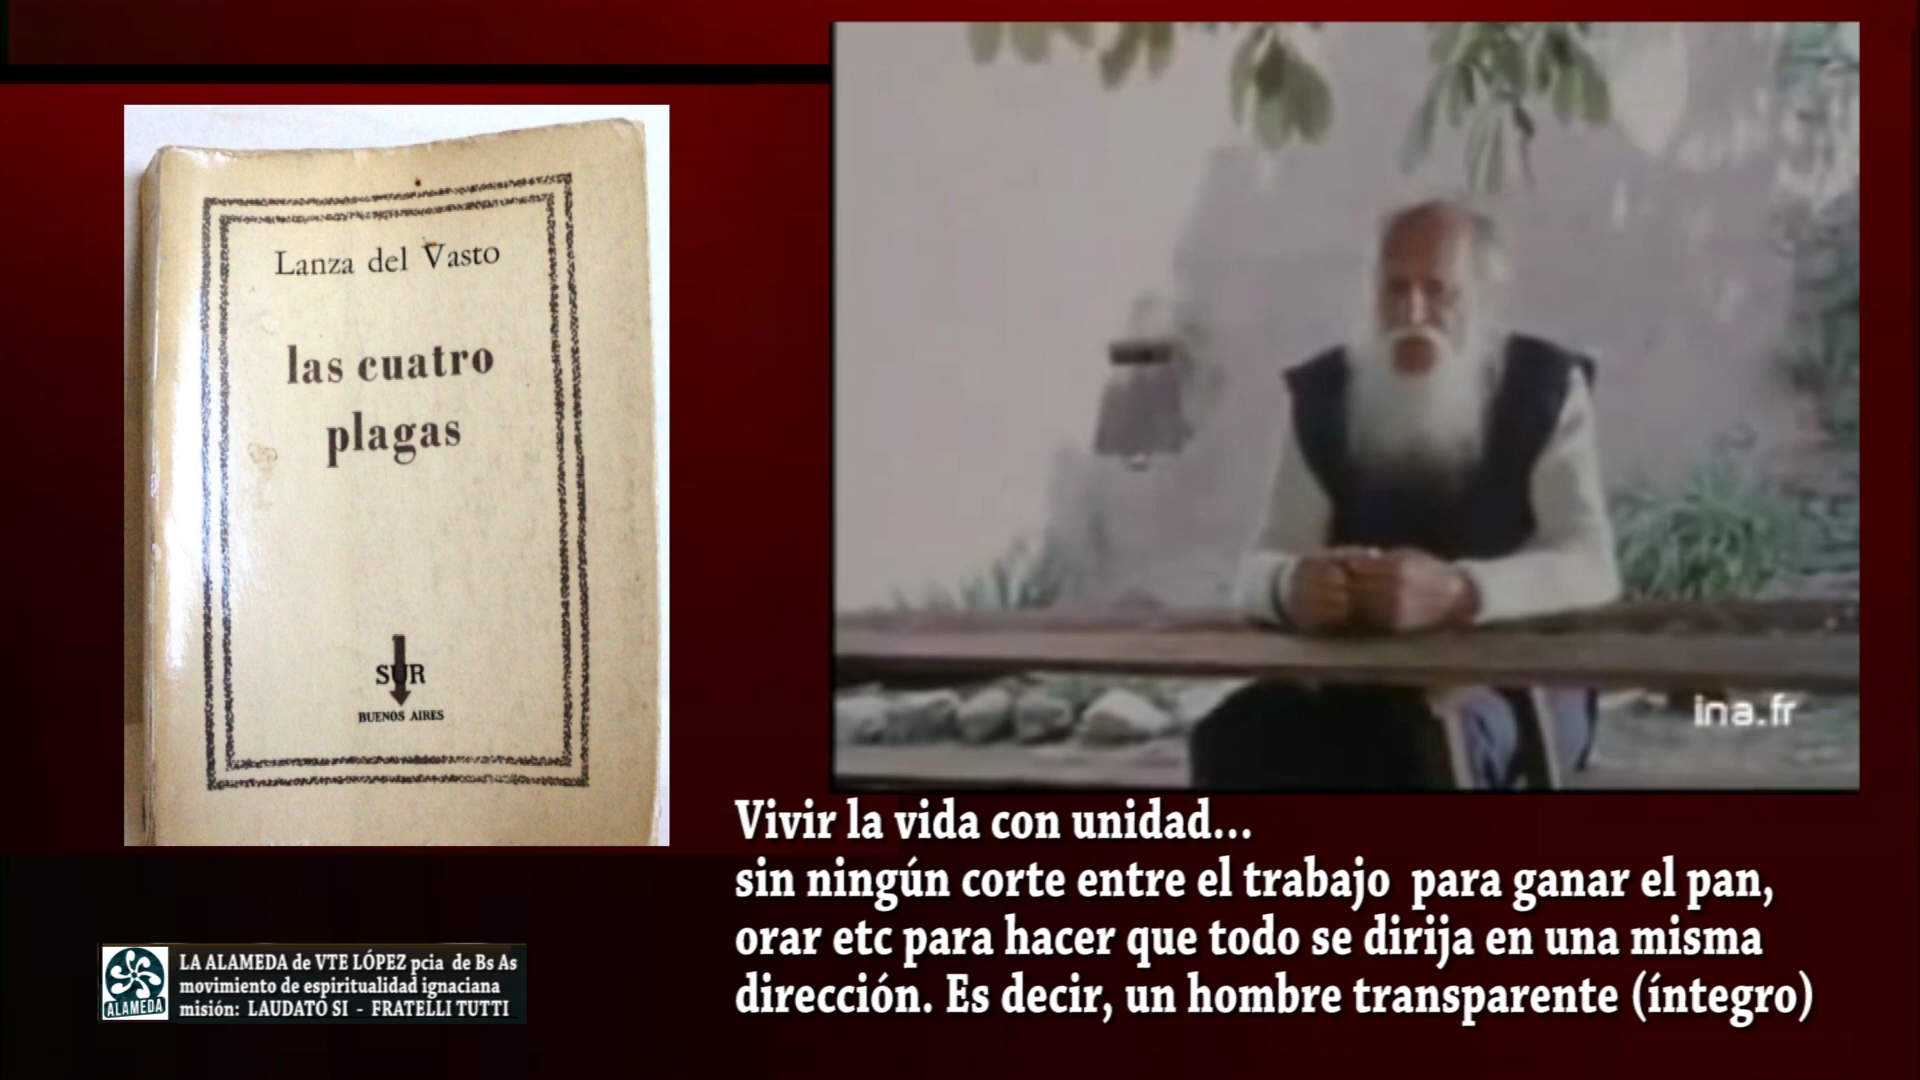 Lanza del Vasto
las cuatro
plagas
SUR
BUENOS AIRES
ina.fr
Vivir la vida con unidad...
sin ningún corte entre el trabajo para ganar el pan,
orar etc para hacer que todo se dirija en una misma
dirección. Es decir, un hombre transparente (íntegro)
ALAMEDA
LA ALAMEDA de VTE LÓPEZ pcia de Bs As
movimiento de espiritualidad ignaciana
misión: LAUDATO SI - FRATELLI TUTTI